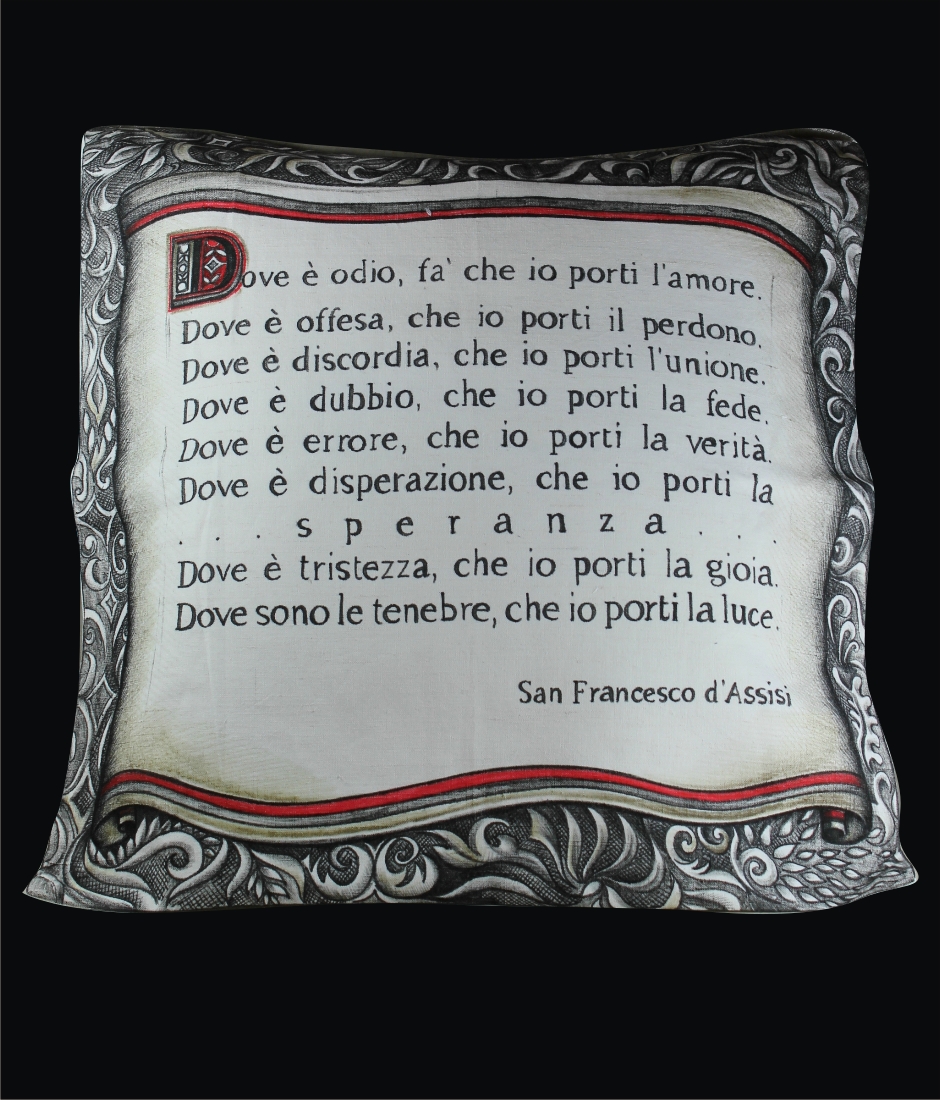 Dove è odio, fa' che io porti l'amore.
Dove è offesa, che io porti il perdono.
Dove è discordia, che io porti l'unione.
Dove è dubbio, che io porti la fede.
Dove è errore, che io porti la verità.
Dove è disperazione, che io porti la
. . . s p e r a n z a . . .
Dove è tristezza, che io porti la gioia.
Dove sono le tenebre, che io porti la luce.
San Francesco d'Assisi